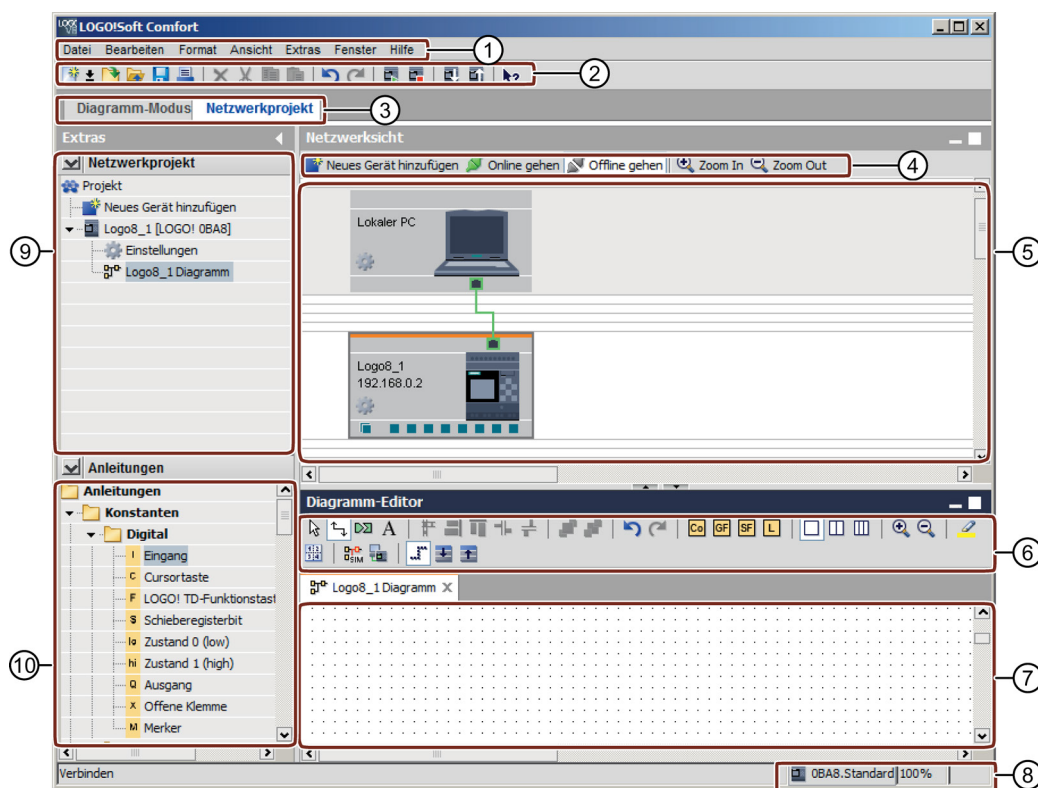 LOGO!Soft Comfort
Datei Bearbeiten Format Ansicht Extras Fenster Hilfe
1
2
Diagramm-Modus Netzwerkprojekt
3
Extras
Netzwerksicht
Netzwerkprojekt
Neues Gerät hinzufügen Online gehen Offline gehen Zoom In Zoom Out
4
Projekt
Neues Gerät hinzufügen
Logo8_1 [LOGO! 0BA8]
Einstellungen
Logo8_1 Diagramm
9
Lokaler PC
5
Logo8_1
192.168.0.2
Anleitungen
Anleitungen
Konstanten
Digital
I Eingang
C Cursortaste
F LOGO! TD-Funktionstast
S Schieberegisterbit
lo Zustand 0 (low)
hi Zustand 1 (high)
Q Ausgang
X Offene Klemme
M Merker
10
Diagramm-Editor
A Co GF SF L
SIM
6
Logo8_1 Diagramm X
7
Verbinden
0BA8.Standard 100%
8